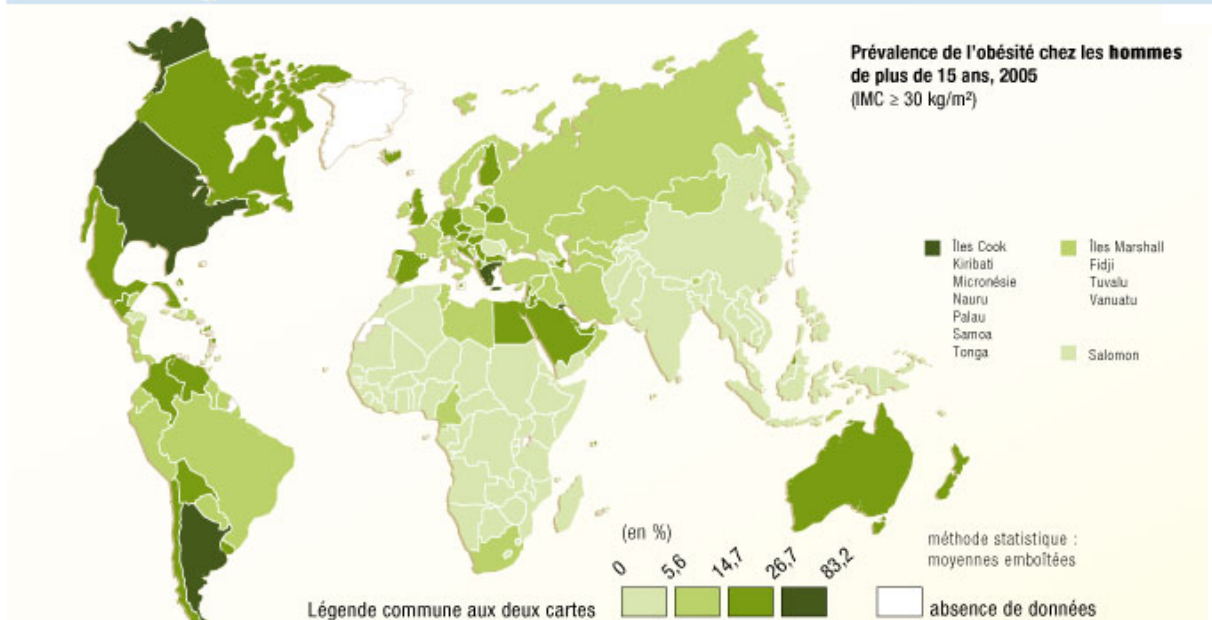 Prévalence de l'obésité chez les hommes
de plus de 15 ans, 2005
(IMC ≥ 30 kg/m²)
Îles Cook
Kiribati
Micronésie
Nauru
Palau
Samoa
Tonga
Îles Marshall
Fidji
Tuvalu
Vanuatu
Salomon
(en %)
0 5,6 14,7 26,7 83,2
Légende commune aux deux cartes
méthode statistique :
moyennes emboîtées
absence de données